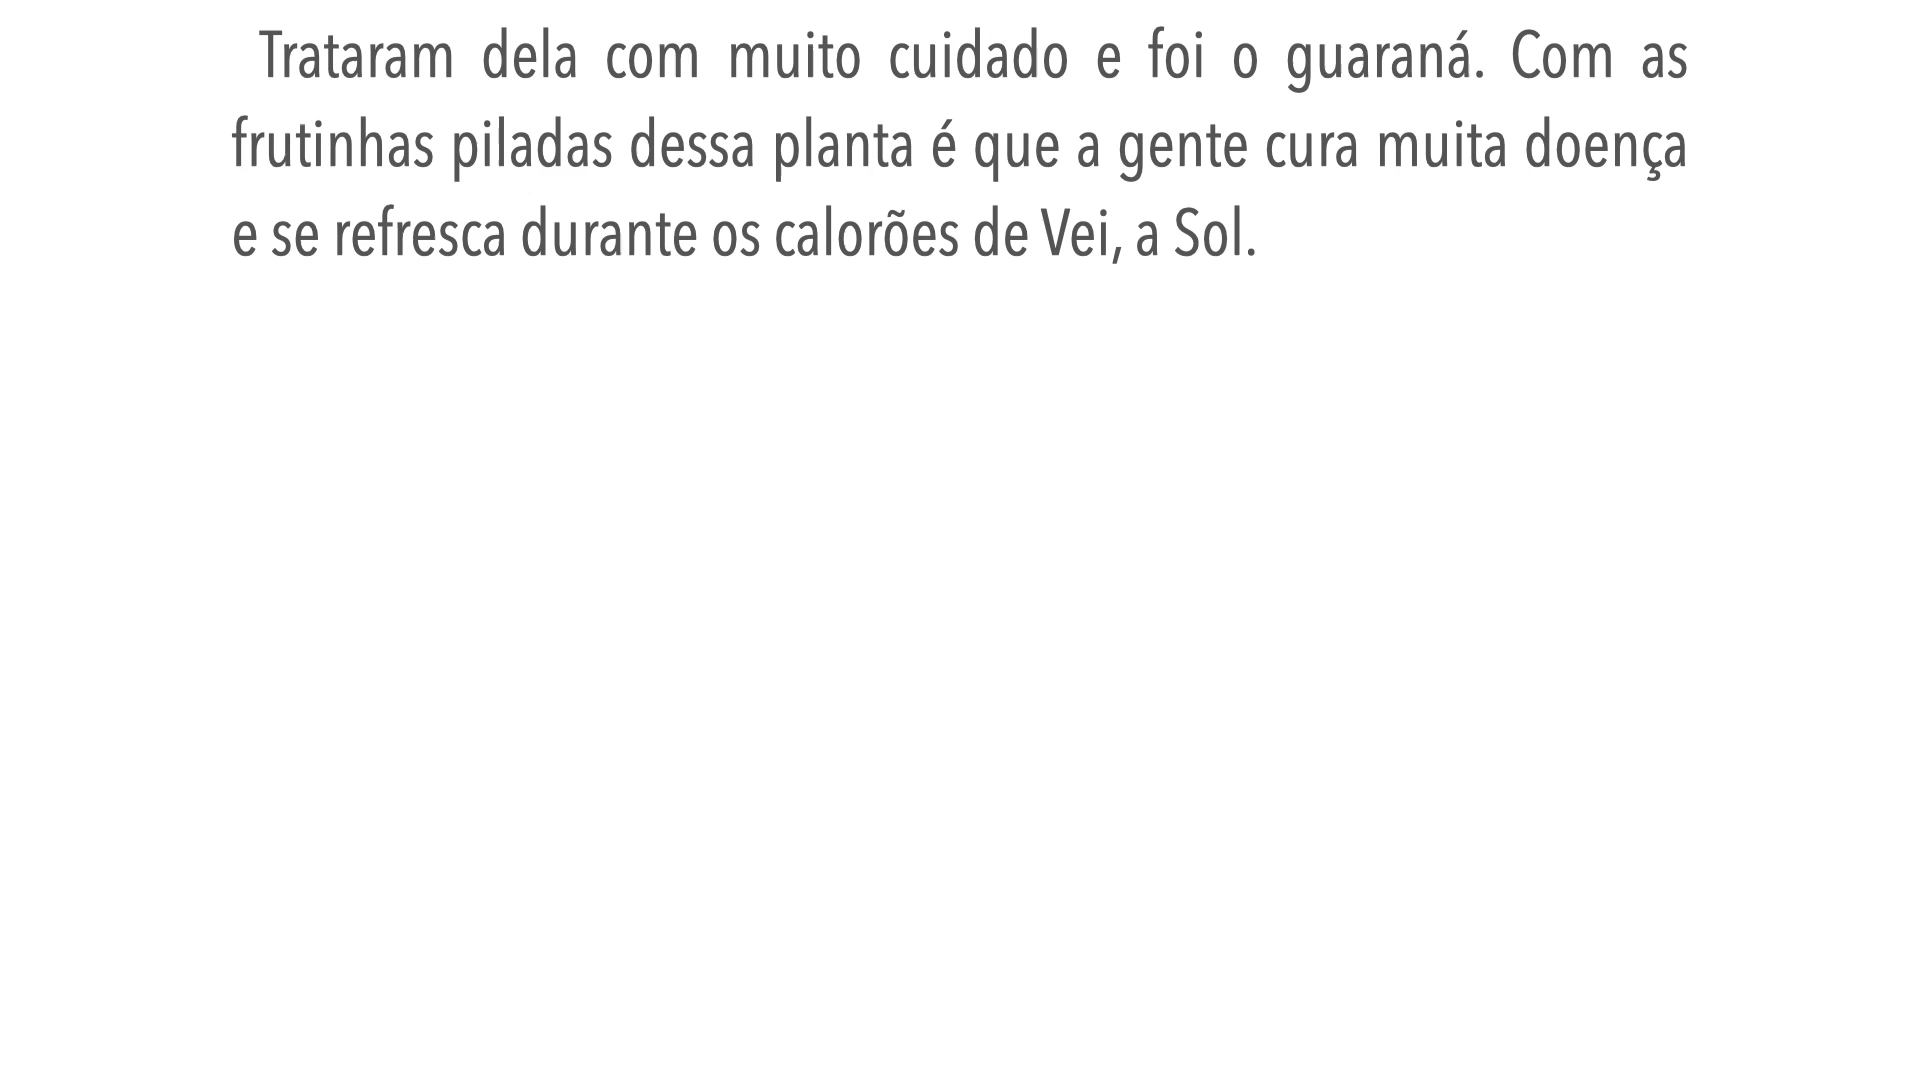 Trataram dela com muito cuidado e foi o guaraná. Com as
frutinhas piladas dessa planta é que a gente cura muita doença
e se refresca durante os calorões de Vei, a Sol.